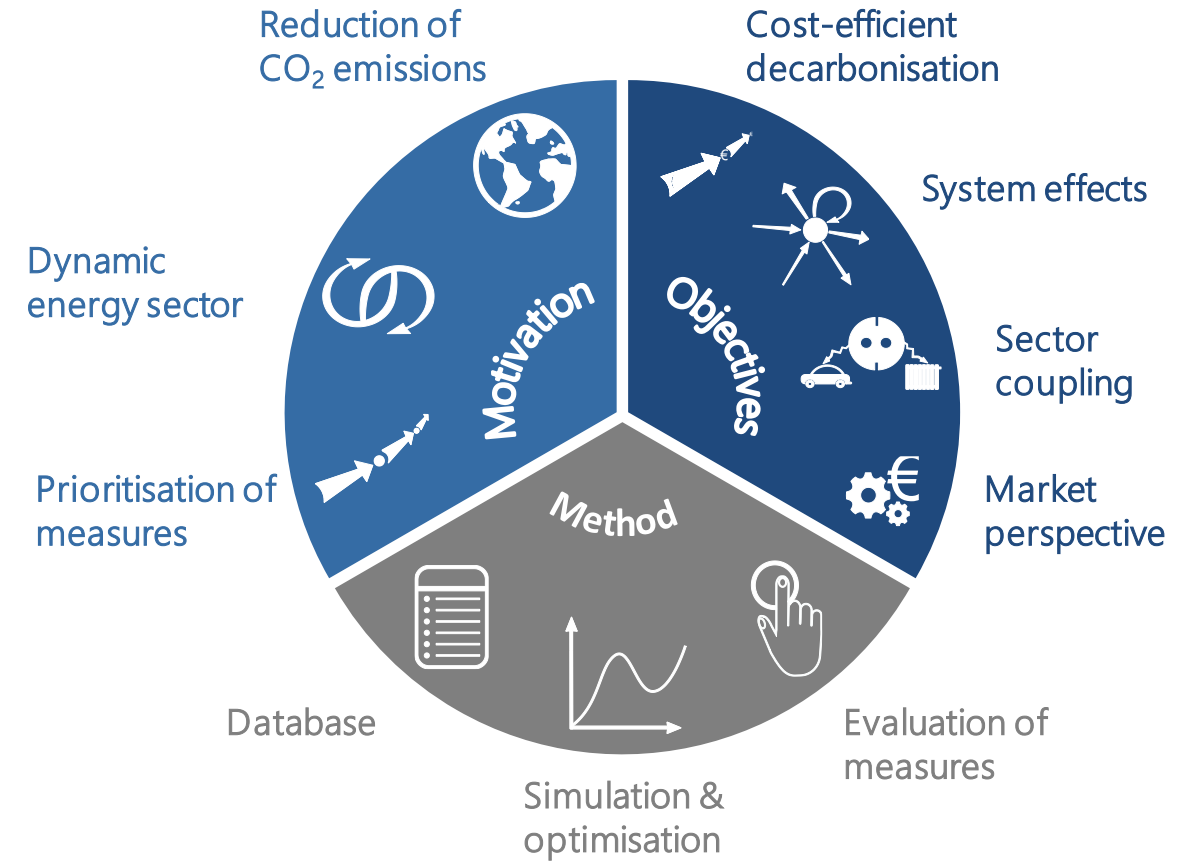 Reduction of
CO₂ emissions
Cost-efficient
decarbonisation
System effects
Dynamic
energy sector
Motivation
Objectives
Sector
coupling
€
Prioritisation of
measures
€
Market
perspective
Method
Database
Simulation &
optimisation
Evaluation of
measures